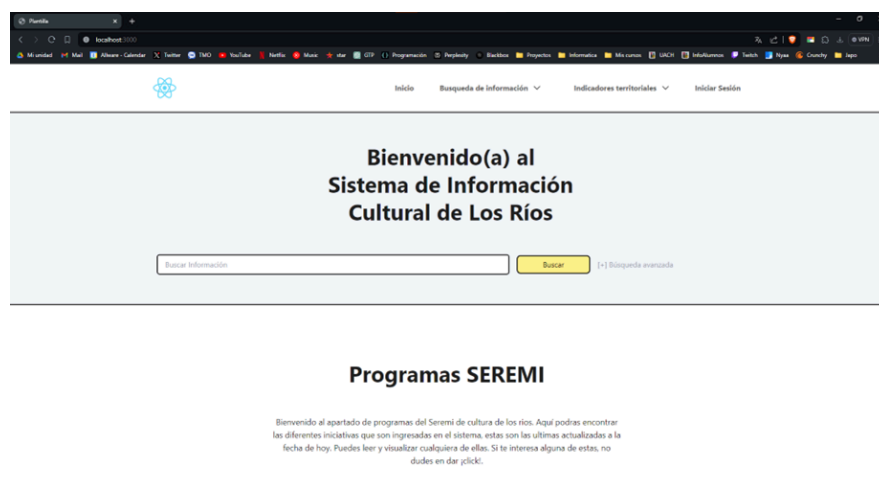 Plantilla
localhost:3000
Mi unidad Mail Allware - Calendar Twitter TMO YouTube Netflix Music star GTP Programación Perplexity Blackbox Proyectos Informatica Mis cursos UACH InfoAlumnos Twitch Nyaa Crunchy Japo
VPN
Inicio Busqueda de información Indicadores territoriales Iniciar Sesión
Bienvenido(a) al
Sistema de Información
Cultural de Los Ríos
Buscar Información Buscar [+] Búsqueda avanzada
Programas SEREMI
Bienvenido al apartado de programas del Seremi de cultura de los rios. Aquí podras encontrar
las diferentes iniciativas que son ingresadas en el sistema, estas son las ultimas actualizadas a la
fecha de hoy. Puedes leer y visualizar cualquiera de ellas. Si te interesa alguna de estas, no
dudes en dar ¡click!.